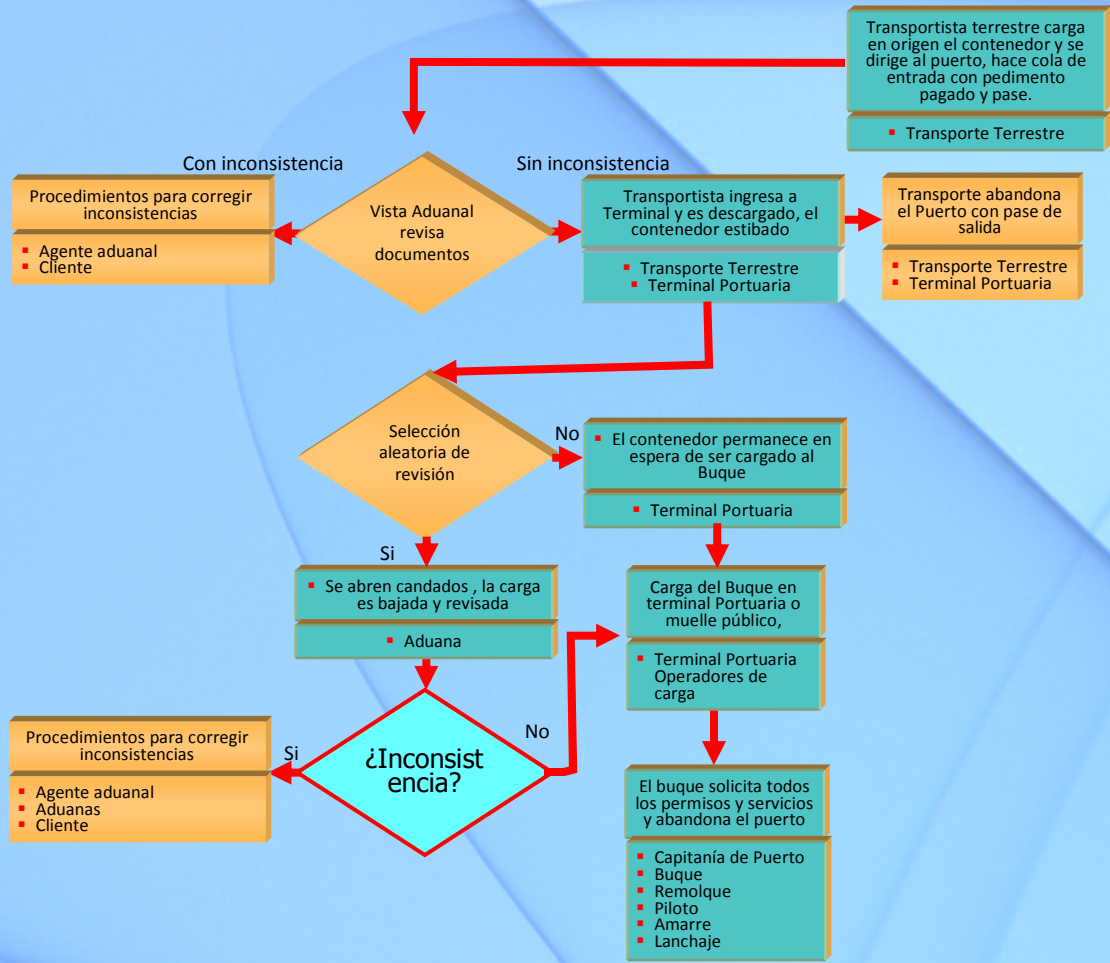 Transportista terrestre carga
en origen el contenedor y se
dirige al puerto, hace cola de
entrada con pedimento
pagado y pase.
▪ Transporte Terrestre
Con inconsistencia
Sin inconsistencia
Procedimientos para corregir
inconsistencias
▪ Agente aduanal
▪ Cliente
Vista Aduanal
revisa
documentos
Transportista ingresa a
Terminal y es descargado, el
contenedor estibado
▪ Transporte Terrestre
▪ Terminal Portuaria
Transporte abandona
el Puerto con pase de
salida
▪ Transporte Terrestre
▪ Terminal Portuaria
Selección
aleatoria de
revisión
No
▪ El contenedor permanece en
espera de ser cargado al
Buque
▪ Terminal Portuaria
Si
▪ Se abren candados , la carga
es bajada y revisada
▪ Aduana
Carga del Buque en
terminal Portuaria o
muelle público,
▪ Terminal Portuaria
Operadores de
carga
Procedimientos para corregir
inconsistencias
▪ Agente aduanal
▪ Aduanas
▪ Cliente
Si
¿Inconsist
encia?
No
El buque solicita todos
los permisos y servicios
y abandona el puerto
▪ Capitanía de Puerto
▪ Buque
▪ Remolque
▪ Piloto
▪ Amarre
▪ Lanchaje